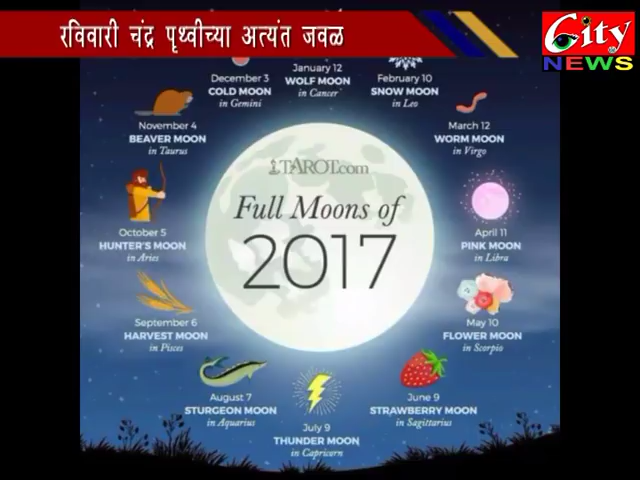 रविवारी चंद्र पृथ्वीच्या अत्यंत जवळ
City
NEWS
January 12
WOLF MOON
in Cancer
February 10
SNOW MOON
in Leo
March 12
WORM MOON
in Virgo
April 11
PINK MOON
in Libra
May 10
FLOWER MOON
in Scorpio
June 9
STRAWBERRY MOON
in Sagittarius
July 9
THUNDER MOON
in Capricorn
August 7
STURGEON MOON
in Aquarius
September 6
HARVEST MOON
in Pisces
October 5
HUNTER'S MOON
in Aries
November 4
BEAVER MOON
in Taurus
December 3
COLD MOON
in Gemini
TAROT.com
Full Moons of
2017